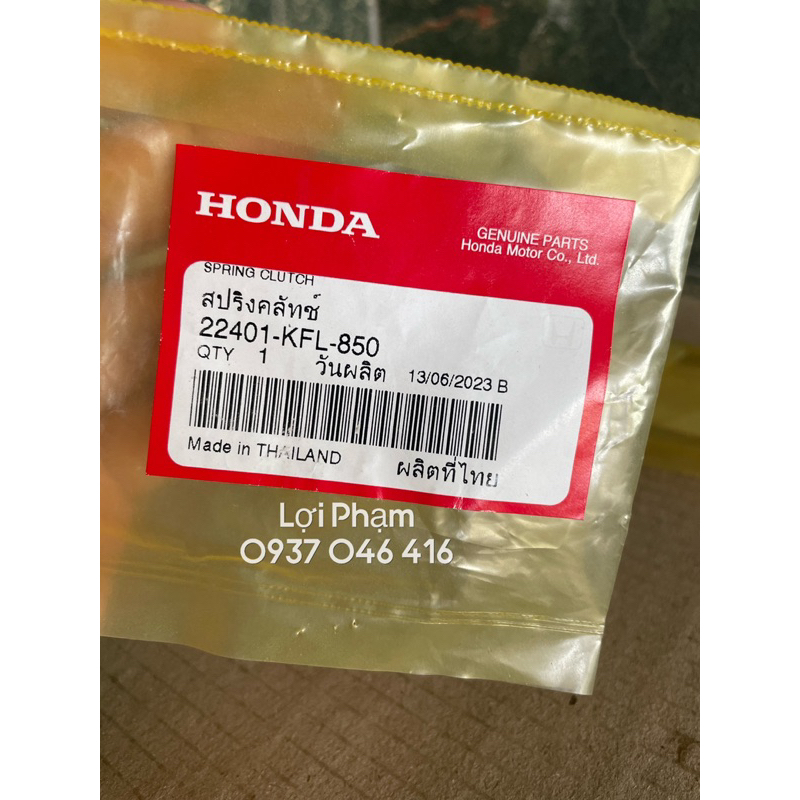 HONDA
GENUINE PARTS
Honda Motor Co., Ltd.
SPRING CLUTCH
สปริงคลัทช์
22401-KFL-850
QTY 1 วันผลิต 13/06/2023 B
Made in THAILAND ผลิตที่ไทย
Lợi Phạm
0937 046 416